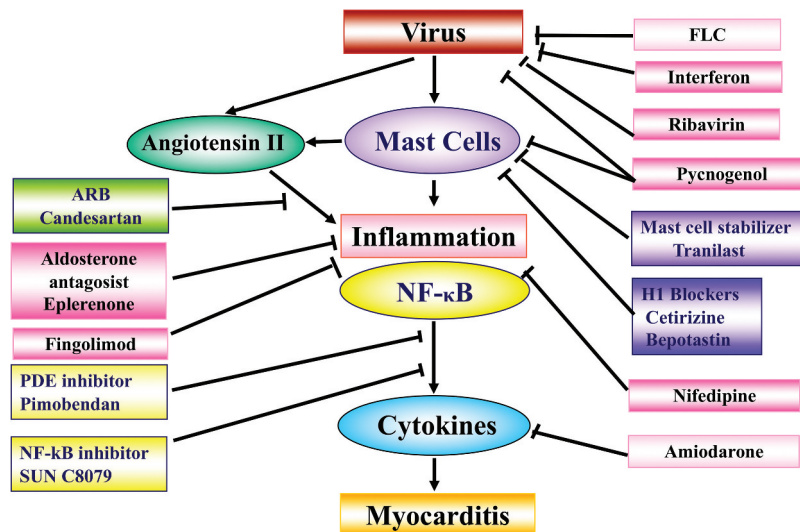 Virus
FLC
Interferon
Ribavirin
Angiotensin II
Mast Cells
Pycnogenol
ARB
Candesartan
Mast cell stabilizer
Tranilast
Inflammation
Aldosterone
antagosist
Eplerenone
NF-κB
H1 Blockers
Cetirizine
Bepotastin
Fingolimod
PDE inhibitor
Pimobendan
Nifedipine
Cytokines
NF-kB inhibitor
SUN C8079
Amiodarone
Myocarditis